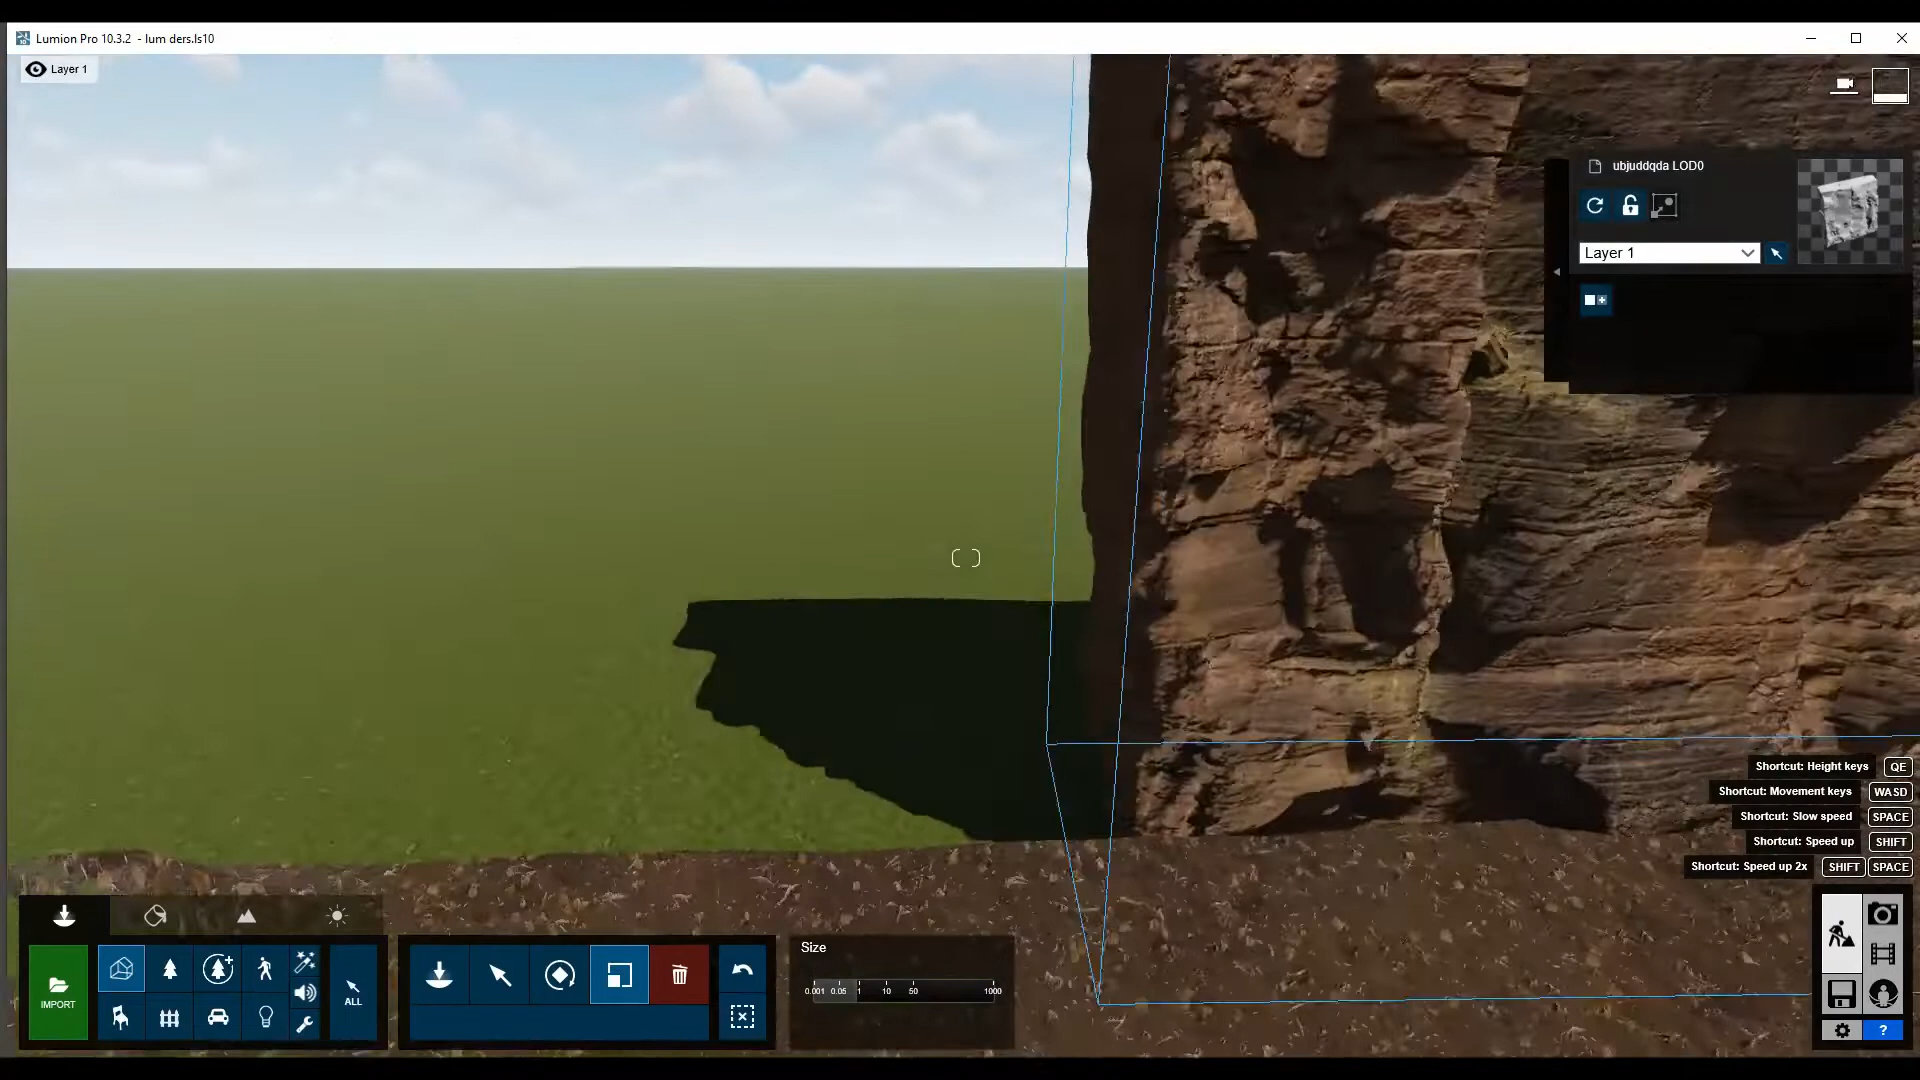 Lumion Pro 10.3.2 - lum ders.ls10
Layer 1
ubjuddqda LOD0
Layer 1
Shortcut: Height keys QE
Shortcut: Movement keys WASD
Shortcut: Slow speed SPACE
Shortcut: Speed up SHIFT
Shortcut: Speed up 2x SHIFT SPACE
IMPORT
ALL
Size
0.001 0.05 1 10 50 1000
?